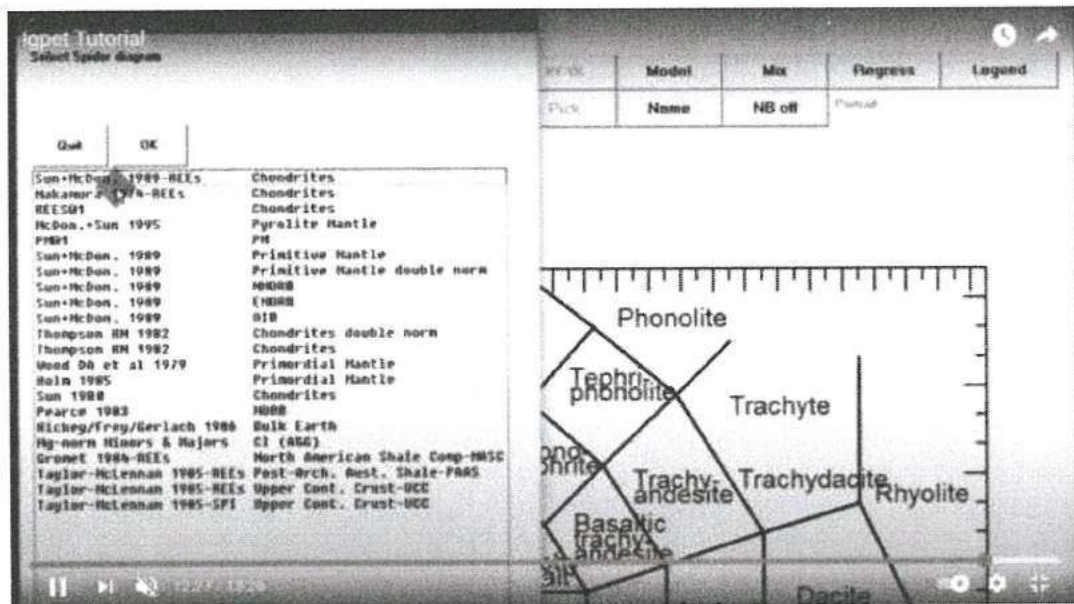 Igpet Tutorial
Select Spider diagram
Quit OK
Sun+McDon. 1989-REEs Chondrites
Nakamura 1974-REEs Chondrites
REES@1 Chondrites
McDon.+Sun 1995 Pyrolite Mantle
PM@1 PM
Sun+McDon. 1989 Primitive Mantle
Sun+McDon. 1989 Primitive Mantle double norm
Sun+McDon. 1989 NMORB
Sun+McDon. 1989 EMORB
Sun+McDon. 1989 OIB
Thompson RN 1982 Chondrites double norm
Thompson RN 1982 Chondrites
Wood DA et al 1979 Primordial Mantle
Holm 1985 Primordial Mantle
Sun 1980 Chondrites
Pearce 1983 MORB
Hickey/Frey/Gerlach 1986 Bulk Earth
Mg-norm Minors & Majors CI (A&G)
Gromet 1984-REEs North American Shale Comp-NASC
Taylor-McLennan 1985-REEs Post-Arch. Aust. Shale-PAAS
Taylor-McLennan 1985-REEs Upper Cont. Crust-UCC
Taylor-McLennan 1985-SPI Upper Cont. Crust-UCC
Model Mix Regress Legend
Pick Name NB off
Phonolite
Tephri-
phonolite
Trachyte
Trachy-
andesite
Trachydacite
Rhyolite
Basaltic
trachy-
andesite
Dacite